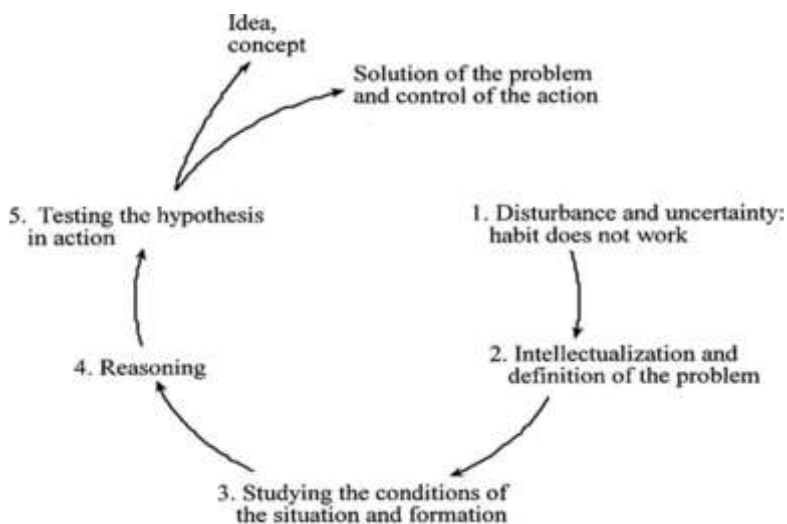 Idea,
concept
Solution of the problem
and control of the action
5. Testing the hypothesis
in action
1. Disturbance and uncertainty:
habit does not work
4. Reasoning
2. Intellectualization and
definition of the problem
3. Studying the conditions of
the situation and formation